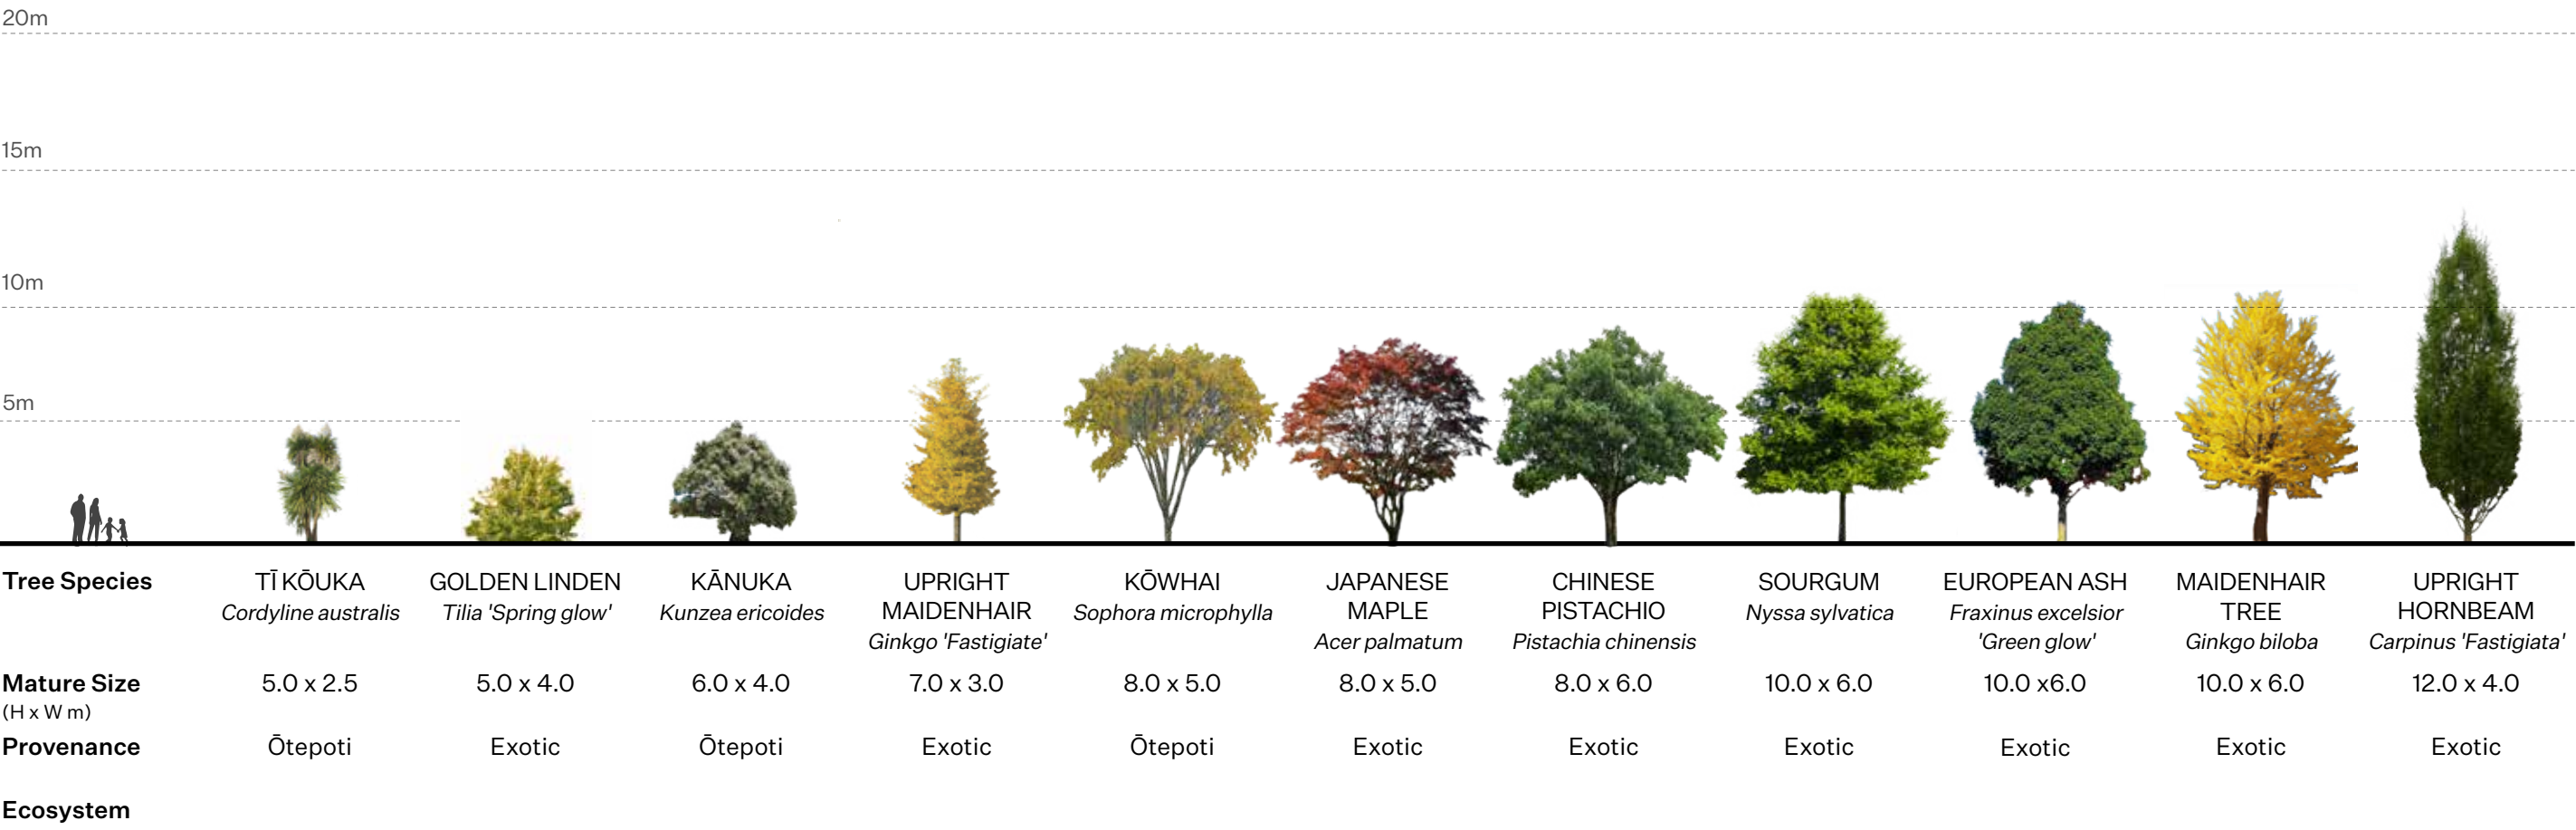 20m
15m
10m
5m
Tree Species
TĪ KŌUKA
Cordyline australis
GOLDEN LINDEN
Tilia 'Spring glow'
KĀNUKA
Kunzea ericoides
UPRIGHT
MAIDENHAIR
Ginkgo 'Fastigiate'
KŌWHAI
Sophora microphylla
JAPANESE
MAPLE
Acer palmatum
CHINESE
PISTACHIO
Pistachia chinensis
SOURGUM
Nyssa sylvatica
EUROPEAN ASH
Fraxinus excelsior
'Green glow'
MAIDENHAIR
TREE
Ginkgo biloba
UPRIGHT
HORNBEAM
Carpinus 'Fastigiata'
Mature Size
(H x W m)
5.0 x 2.5
5.0 x 4.0
6.0 x 4.0
7.0 x 3.0
8.0 x 5.0
8.0 x 5.0
8.0 x 6.0
10.0 x 6.0
10.0 x6.0
10.0 x 6.0
12.0 x 4.0
Provenance
Ōtepoti
Exotic
Ōtepoti
Exotic
Ōtepoti
Exotic
Exotic
Exotic
Exotic
Exotic
Exotic
Ecosystem